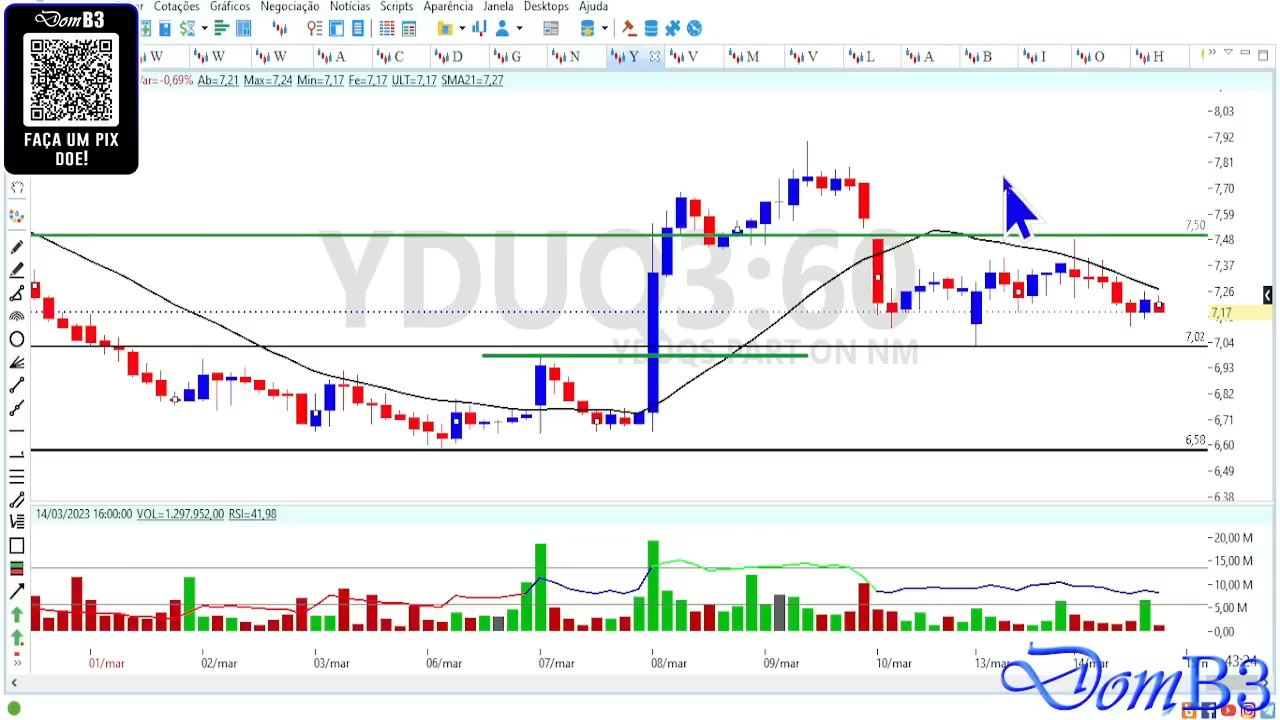 Cotações Gráficos Negociação Notícias Scripts Aparência Janela Desktops Ajuda
DomB3
FAÇA UM PIX
DOE!
W W W A C D G N Y V M V L A B I O H
ar= -0,69% Ab=7,21 Max=7,24 Min=7,17 Fe=7,17 ULT=7,17 SMA21=7,27
8,03
7,92
7,81
7,70
7,59
7,50
7,48
7,37
7,26
7,17
7,02
7,04
6,93
6,82
6,71
6,58
6,60
6,49
6,38
YDUQ3:60
YDUQS PART ON NM
14/03/2023 16:00:00 VOL=1.297.952,00 RSI=41,98
20,00 M
15,00 M
10,00 M
5,00 M
0,00
01/mar 02/mar 03/mar 06/mar 07/mar 08/mar 09/mar 10/mar 13/mar 14/mar
43:24
DomB3